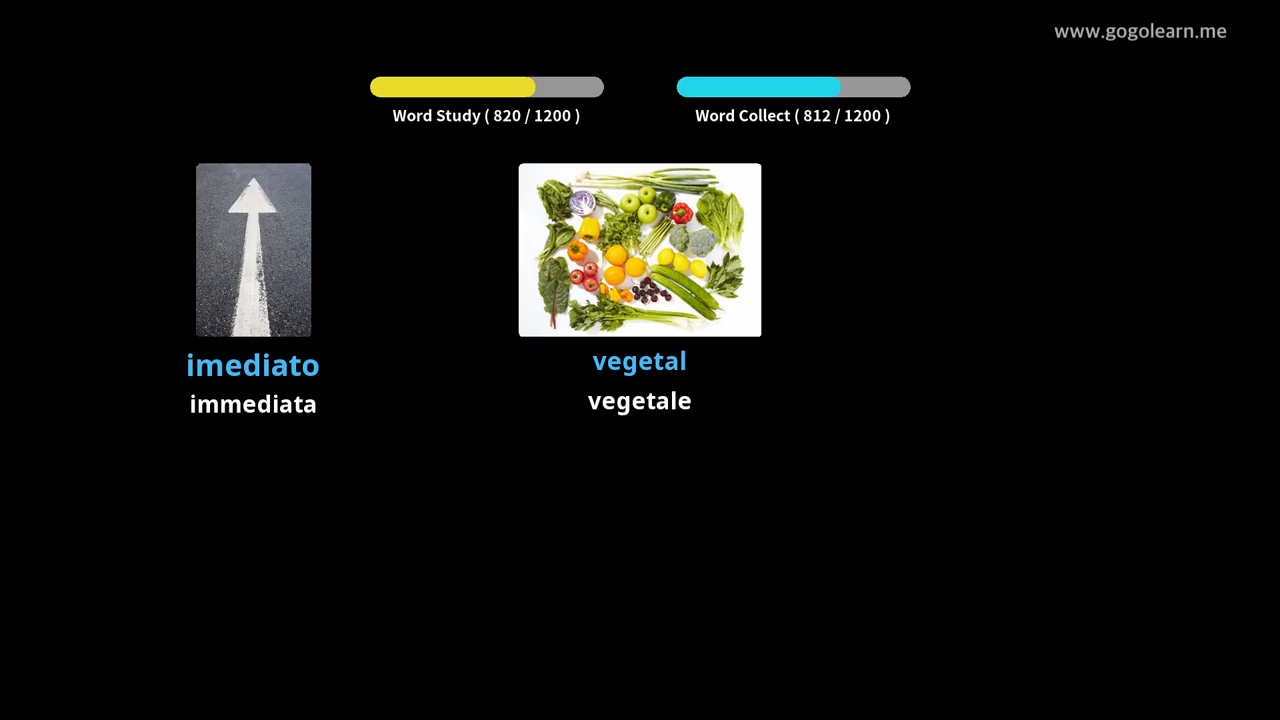 www.gogolearn.me
Word Study ( 820 / 1200 )
Word Collect ( 812 / 1200 )
imediato
immediata
vegetal
vegetale